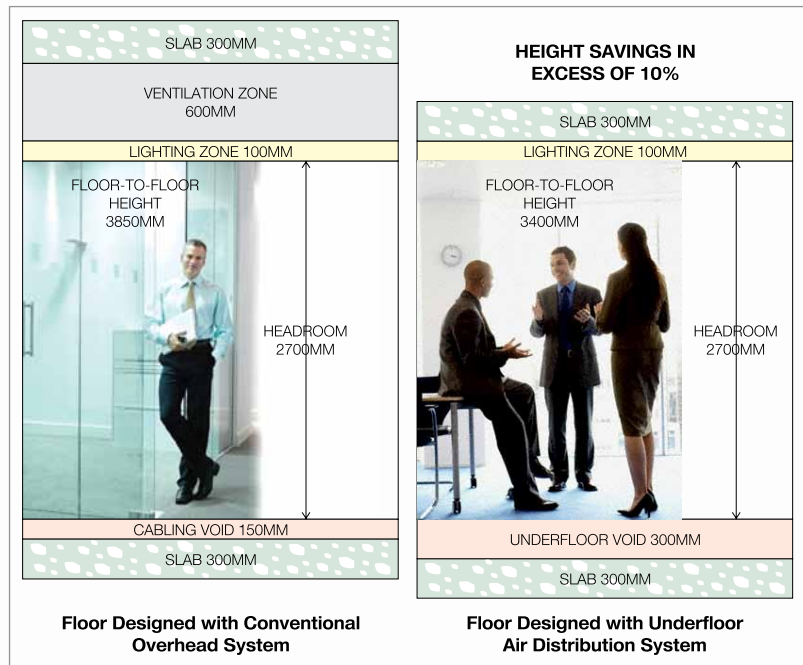 SLAB 300MM
VENTILATION ZONE
600MM
LIGHTING ZONE 100MM
FLOOR-TO-FLOOR
HEIGHT
3850MM
HEADROOM
2700MM
CABLING VOID 150MM
SLAB 300MM
Floor Designed with Conventional
Overhead System
HEIGHT SAVINGS IN
EXCESS OF 10%
SLAB 300MM
LIGHTING ZONE 100MM
FLOOR-TO-FLOOR
HEIGHT
3400MM
HEADROOM
2700MM
UNDERFLOOR VOID 300MM
SLAB 300MM
Floor Designed with Underfloor
Air Distribution System